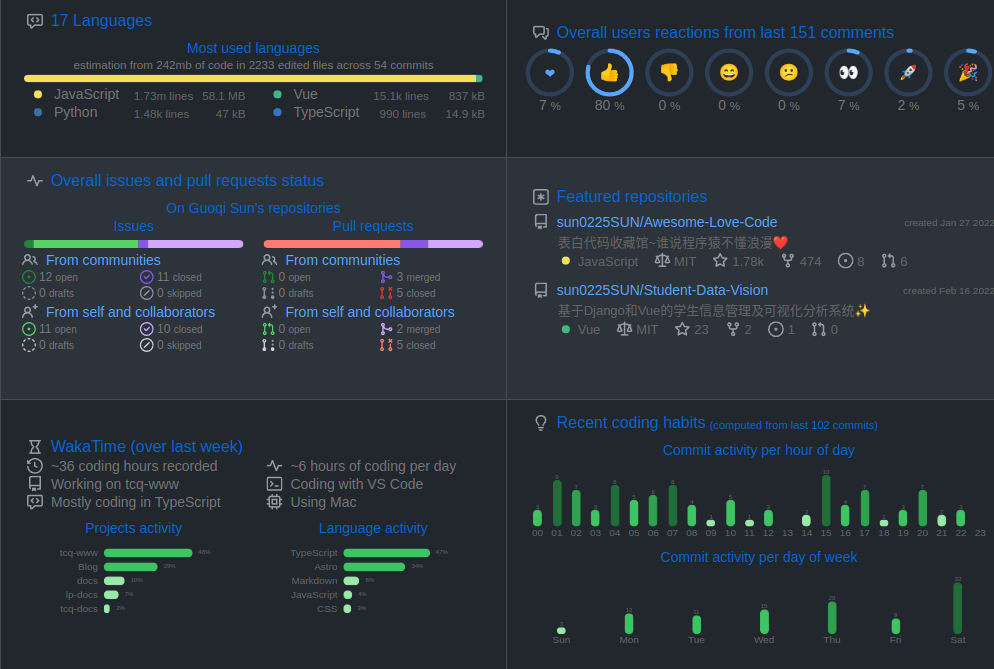 17 Languages
Most used languages
estimation from 242mb of code in 2233 edited files across 54 commits
JavaScript 1.73m lines 58.1 MB
Vue 15.1k lines 837 kB
Python 1.48k lines 47 kB
TypeScript 990 lines 14.9 kB
Overall users reactions from last 151 comments
7 % 80 % 0 % 0 % 0 % 7 % 2 % 5 %
Overall issues and pull requests status
On Guoqi Sun's repositories
Issues
From communities
12 open 11 closed
0 drafts 0 skipped
From self and collaborators
11 open 10 closed
0 drafts 0 skipped
Pull requests
From communities
0 open 3 merged
0 drafts 5 closed
From self and collaborators
0 open 2 merged
0 drafts 5 closed
Featured repositories
sun0225SUN/Awesome-Love-Code created Jan 27 2022
表白代码收藏馆~谁说程序猿不懂浪漫❤️
JavaScript MIT 1.78k 474 8 6
sun0225SUN/Student-Data-Vision created Feb 16 2022
基于Django和Vue的学生信息管理及可视化分析系统✨
Vue MIT 23 2 1 0
WakaTime (over last week)
~36 coding hours recorded
~6 hours of coding per day
Working on tcq-www
Coding with VS Code
Mostly coding in TypeScript
Using Mac
Projects activity
tcq-www 48%
Blog
docs 10%
lp-docs 7%
tcq-docs
Language activity
TypeScript 47%
Astro 34%
Markdown
JavaScript 4%
CSS
Recent coding habits (computed from last 102 commits)
Commit activity per hour of day
00 01 02 03 04 05 06 07 08 09 10 11 12 13 14 15 16 17 18 19 20 21 22 23
Commit activity per day of week
Sun Mon Tue Wed Thu Fri Sat